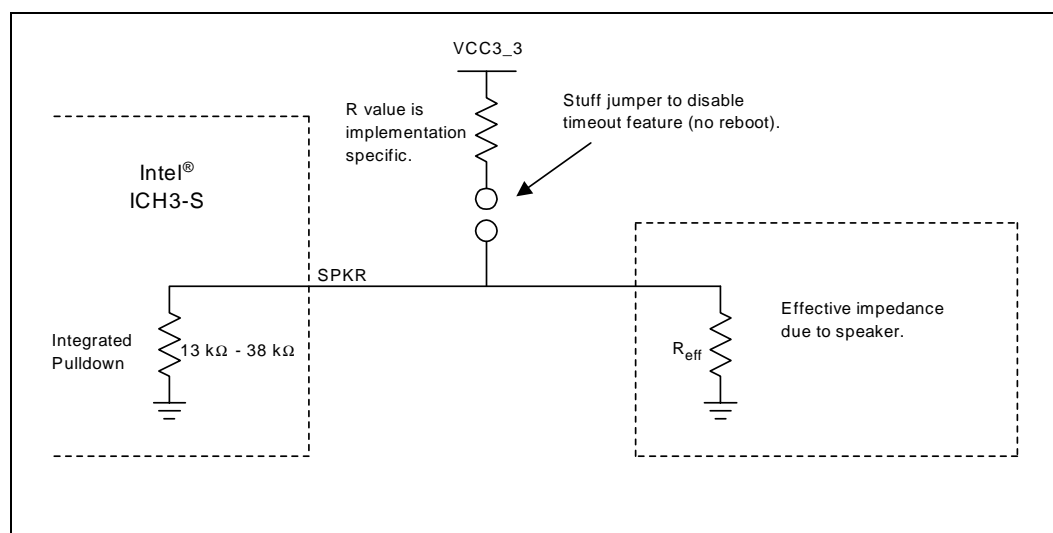 VCC3_3
R value is
implementation
specific.
Stuff jumper to disable
timeout feature (no reboot).
Intel®
ICH3-S
SPKR
Integrated
Pulldown
13 kΩ - 38 kΩ
Reff
Effective impedance
due to speaker.